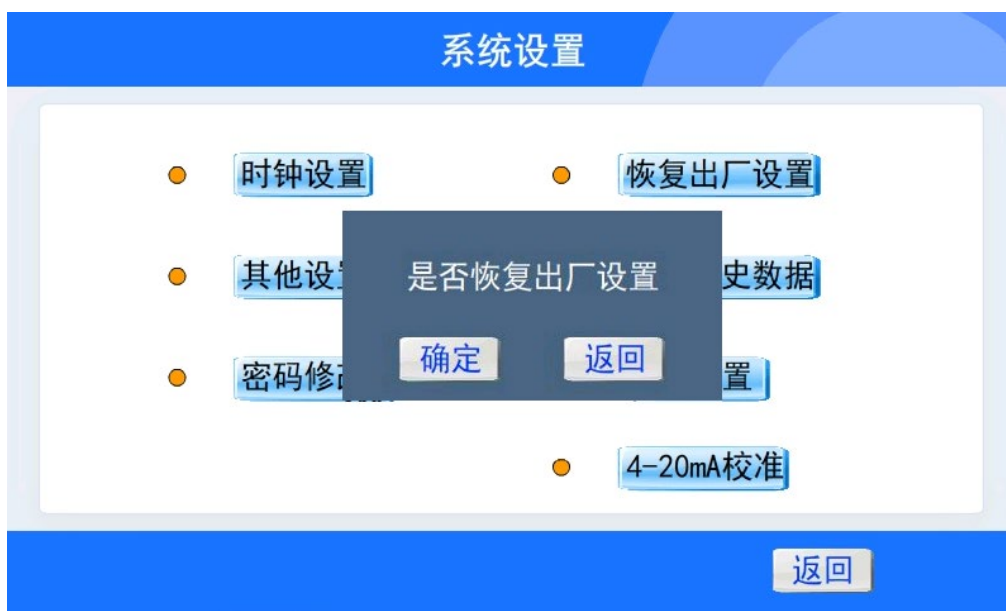 系统设置
时钟设置
恢复出厂设置
其他设
是否恢复出厂设置
史数据
密码修
确定
返回
置
4-20mA校准
返回